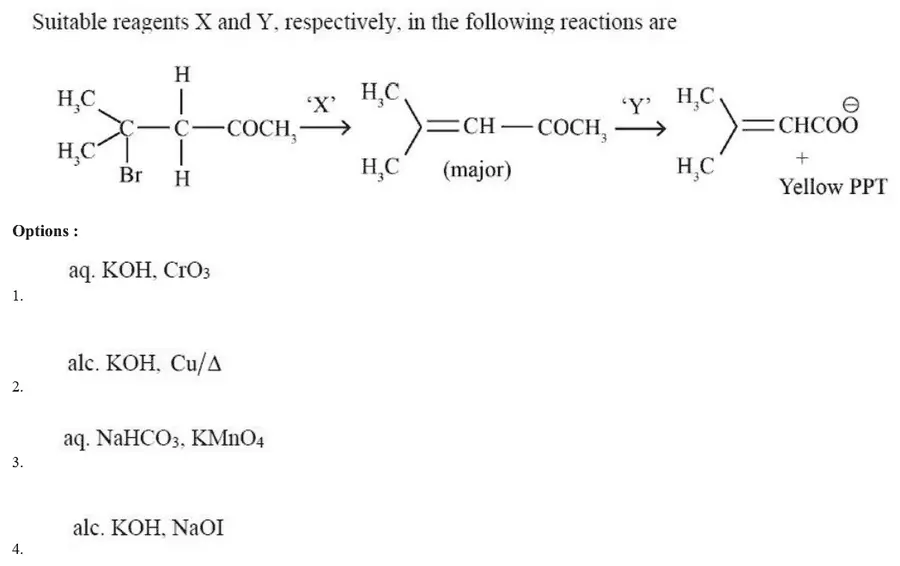 Suitable reagents X and Y, respectively, in the following reactions are
H
H₃C
C—C—COCH₃
H₃C
Br H
'X'
H₃C
=CH—COCH₃
H₃C
(major)
'Y'
H₃C
=CHCOO⊖
H₃C
+
Yellow PPT
Options :
aq. KOH, CrO₃
1.
alc. KOH, Cu/Δ
2.
aq. NaHCO₃, KMnO₄
3.
alc. KOH, NaOI
4.